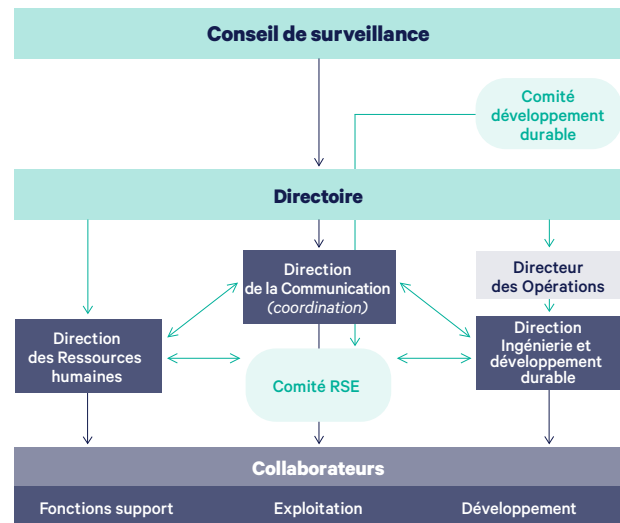 Conseil de surveillance
Comité
développement
durable
Directoire
Direction
de la Communication
(coordination)
Directeur
des Opérations
Direction
des Ressources
humaines
Direction
Ingénierie et
développement
durable
Comité RSE
Collaborateurs
Fonctions support
Exploitation
Développement